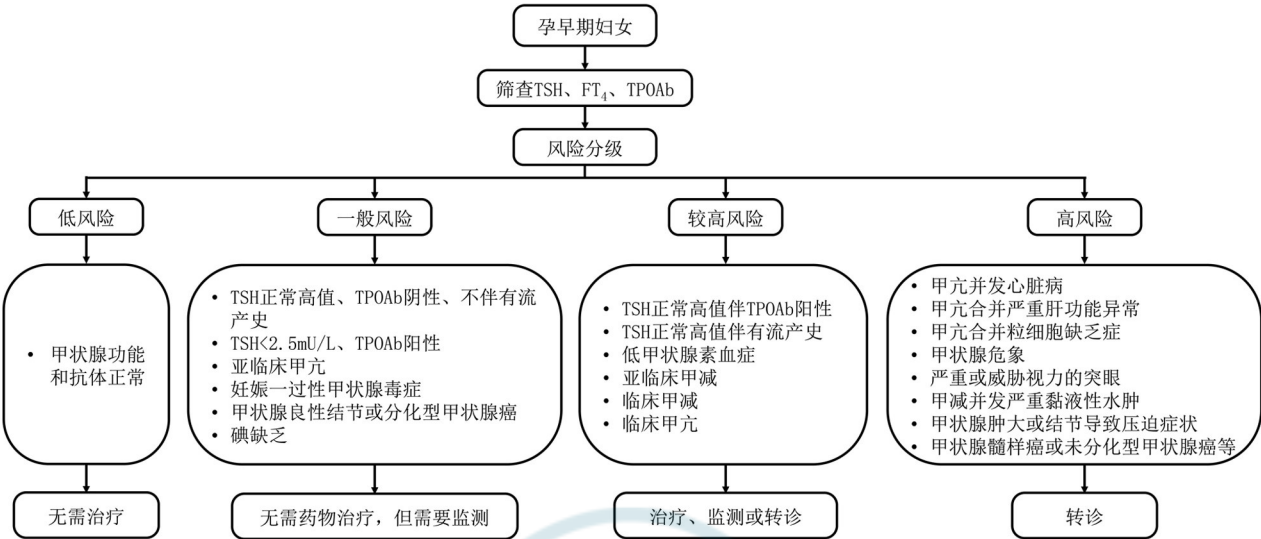 孕早期妇女
筛查TSH、FT₄、TPOAb
风险分级
低风险
一般风险
较高风险
高风险
• 甲状腺功能
和抗体正常
• TSH正常高值、TPOAb阴性、不伴有流
产史
• TSH<2.5mU/L、TPOAb阳性
• 亚临床甲亢
• 妊娠一过性甲状腺毒症
• 甲状腺良性结节或分化型甲状腺癌
• 碘缺乏
• TSH正常高值伴TPOAb阳性
• TSH正常高值伴有流产史
• 低甲状腺素血症
• 亚临床甲减
• 临床甲减
• 临床甲亢
• 甲亢并发心脏病
• 甲亢合并严重肝功能异常
• 甲亢合并粒细胞缺乏症
• 甲状腺危象
• 严重或威胁视力的突眼
• 甲减并发严重黏液性水肿
• 甲状腺肿大或结节导致压迫症状
• 甲状腺髓样癌或未分化型甲状腺癌等
无需治疗
无需药物治疗，但需要监测
治疗、监测或转诊
转诊